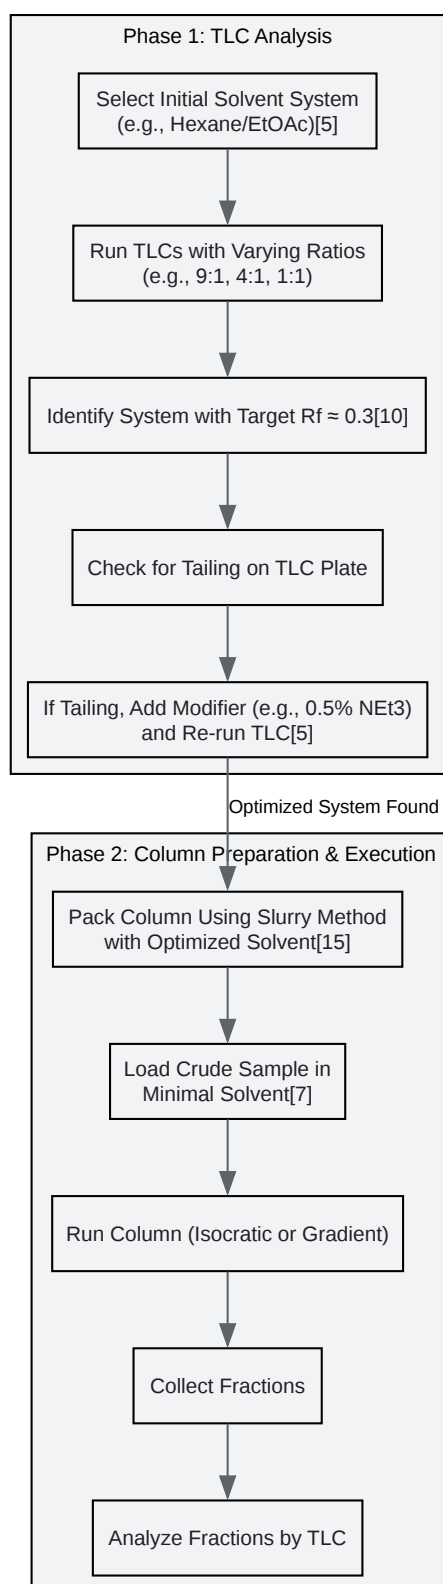 Phase 1: TLC Analysis
Select Initial Solvent System
(e.g., Hexane/EtOAc)[5]
Run TLCs with Varying Ratios
(e.g., 9:1, 4:1, 1:1)
Identify System with Target Rf ≈ 0.3[10]
Check for Tailing on TLC Plate
If Tailing, Add Modifier (e.g., 0.5% NEt3)
and Re-run TLC[5]
Optimized System Found
Phase 2: Column Preparation & Execution
Pack Column Using Slurry Method
with Optimized Solvent[15]
Load Crude Sample in
Minimal Solvent[7]
Run Column (Isocratic or Gradient)
Collect Fractions
Analyze Fractions by TLC